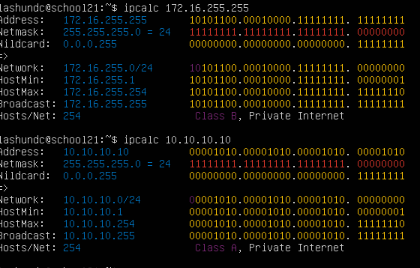 lashundc@school21:~$ ipcalc 172.16.255.255
Address: 172.16.255.255 10101100.00010000.11111111. 11111111
Netmask: 255.255.255.0 = 24 11111111.11111111.11111111. 00000000
Wildcard: 0.0.0.255 00000000.00000000.00000000. 11111111
=>
Network: 172.16.255.0/24 10101100.00010000.11111111. 00000000
HostMin: 172.16.255.1 10101100.00010000.11111111. 00000001
HostMax: 172.16.255.254 10101100.00010000.11111111. 11111110
Broadcast: 172.16.255.255 10101100.00010000.11111111. 11111111
Hosts/Net: 254 Class B, Private Internet
lashundc@school21:~$ ipcalc 10.10.10.10
Address: 10.10.10.10 00001010.00001010.00001010. 00001010
Netmask: 255.255.255.0 = 24 11111111.11111111.11111111. 00000000
Wildcard: 0.0.0.255 00000000.00000000.00000000. 11111111
=>
Network: 10.10.10.0/24 00001010.00001010.00001010. 00000000
HostMin: 10.10.10.1 00001010.00001010.00001010. 00000001
HostMax: 10.10.10.254 00001010.00001010.00001010. 11111110
Broadcast: 10.10.10.255 00001010.00001010.00001010. 11111111
Hosts/Net: 254 Class A, Private Internet